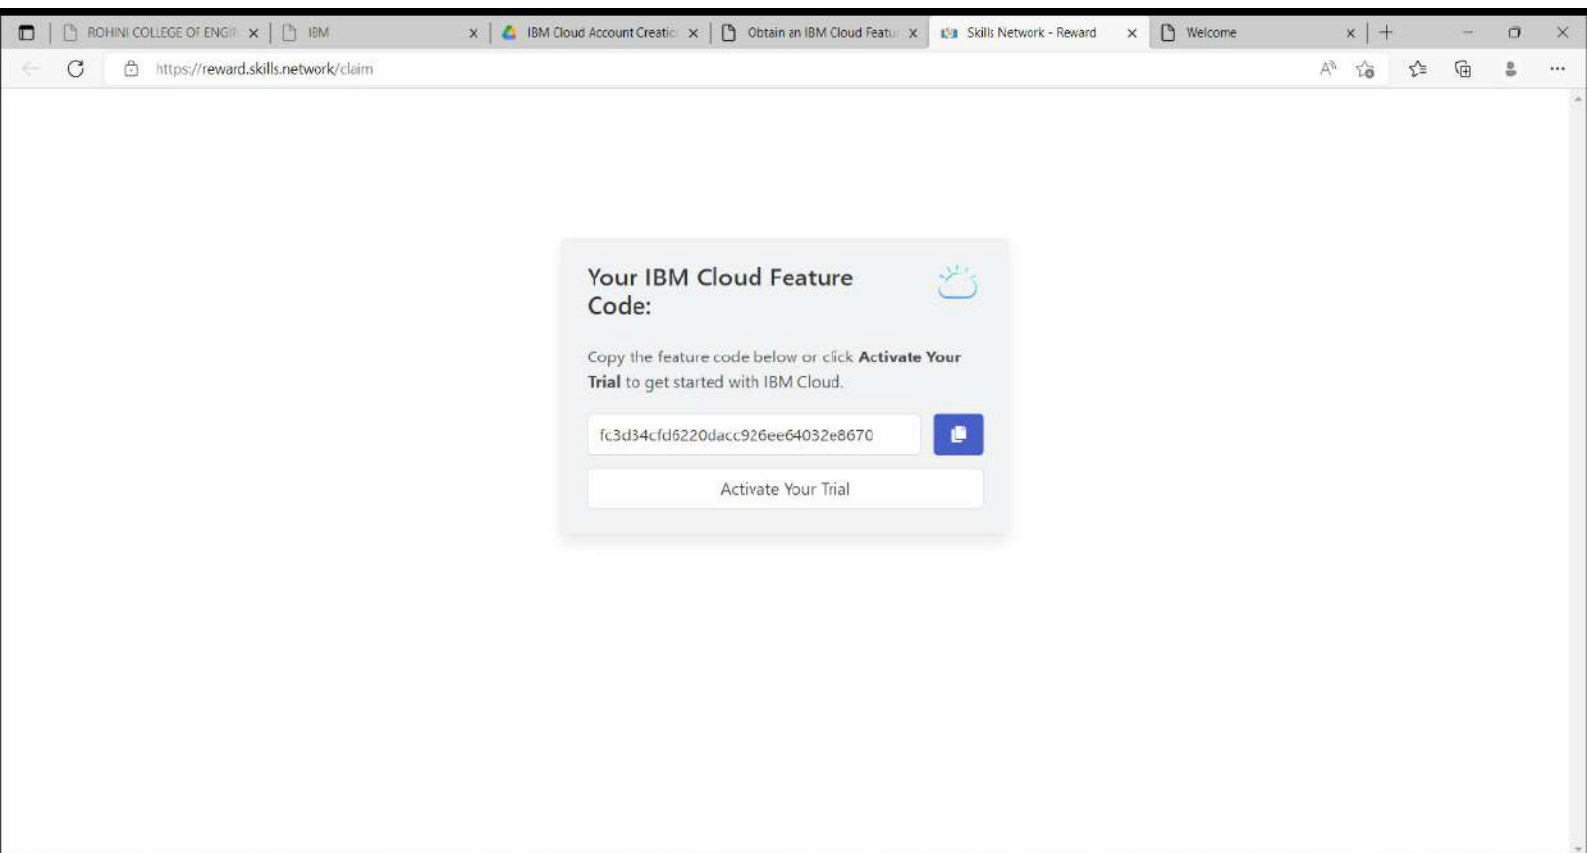 ROHINI COLLEGE OF ENGI
IBM
IBM Cloud Account Creatio
Obtain an IBM Cloud Featu
Skills Network - Reward
Welcome
https://reward.skills.network/claim
Your IBM Cloud Feature
Code:
Copy the feature code below or click Activate Your
Trial to get started with IBM Cloud.
fc3d34cfd6220dacc926ee64032e8670
Activate Your Trial